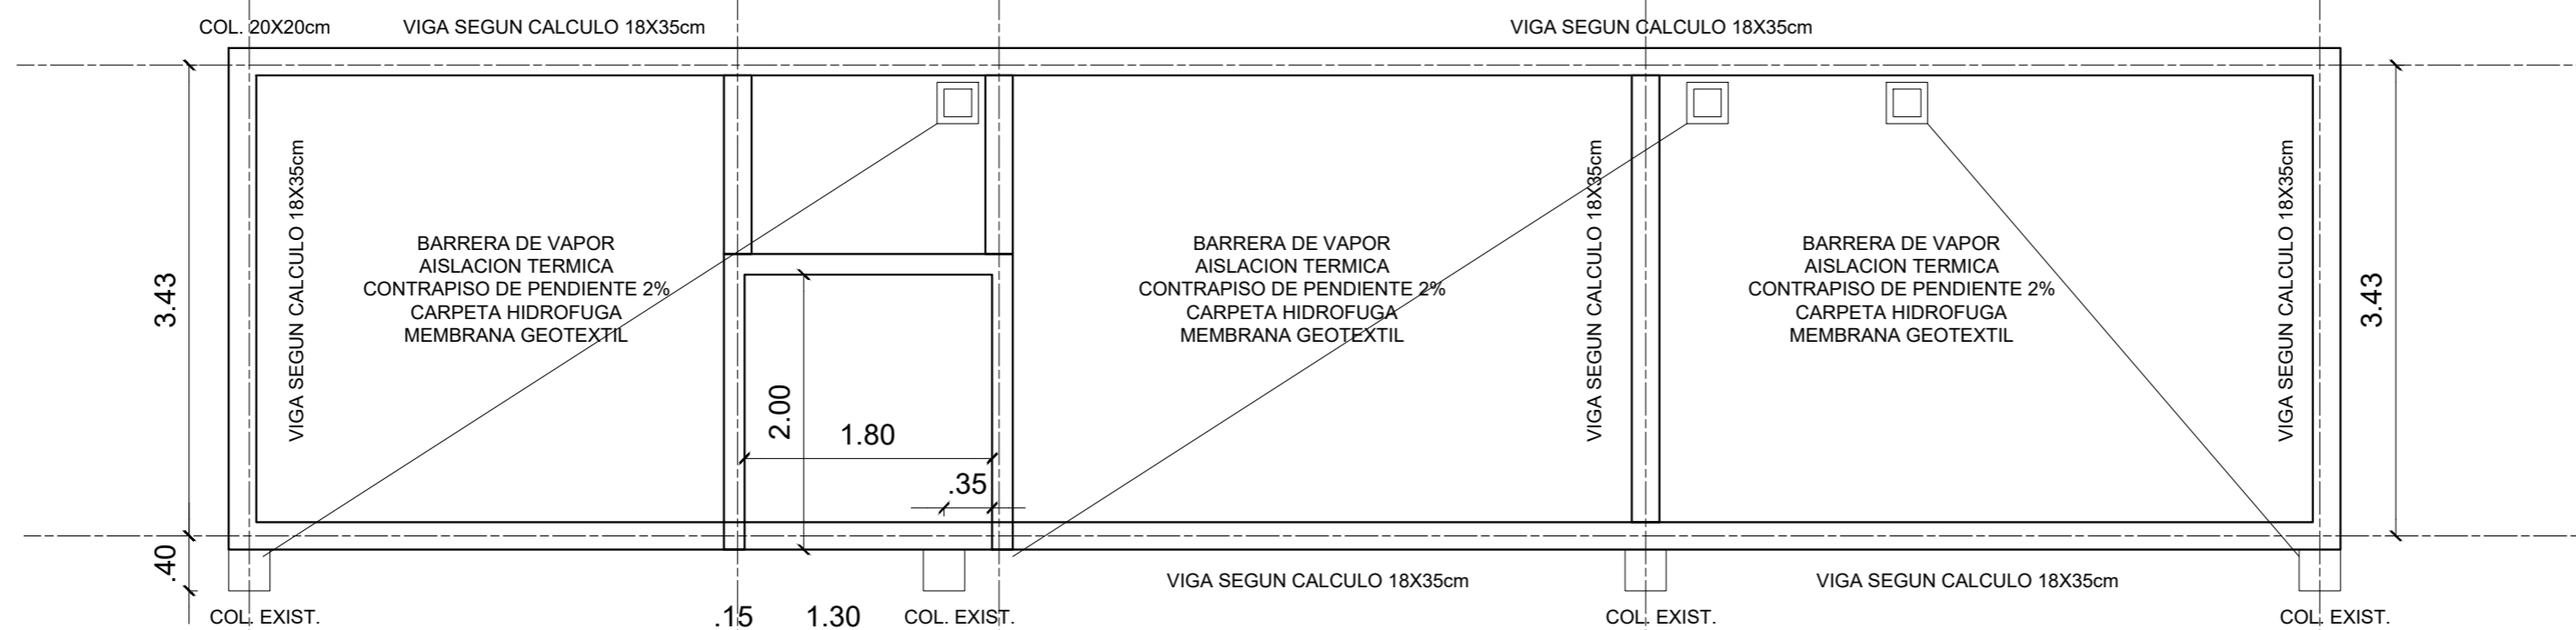 COL. 20X20cm
VIGA SEGUN CALCULO 18X35cm
VIGA SEGUN CALCULO 18X35cm
3.43
VIGA SEGUN CALCULO 18X35cm
BARRERA DE VAPOR
AISLACION TERMICA
CONTRAPISO DE PENDIENTE 2%
CARPETA HIDROFUGA
MEMBRANA GEOTEXTIL
2.00
1.80
.35
BARRERA DE VAPOR
AISLACION TERMICA
CONTRAPISO DE PENDIENTE 2%
CARPETA HIDROFUGA
MEMBRANA GEOTEXTIL
VIGA SEGUN CALCULO 18X35cm
BARRERA DE VAPOR
AISLACION TERMICA
CONTRAPISO DE PENDIENTE 2%
CARPETA HIDROFUGA
MEMBRANA GEOTEXTIL
VIGA SEGUN CALCULO 18X35cm
3.43
.40
VIGA SEGUN CALCULO 18X35cm
VIGA SEGUN CALCULO 18X35cm
COL. EXIST.
.15
1.30
COL. EXIST.
COL. EXIST.
COL. EXIST.